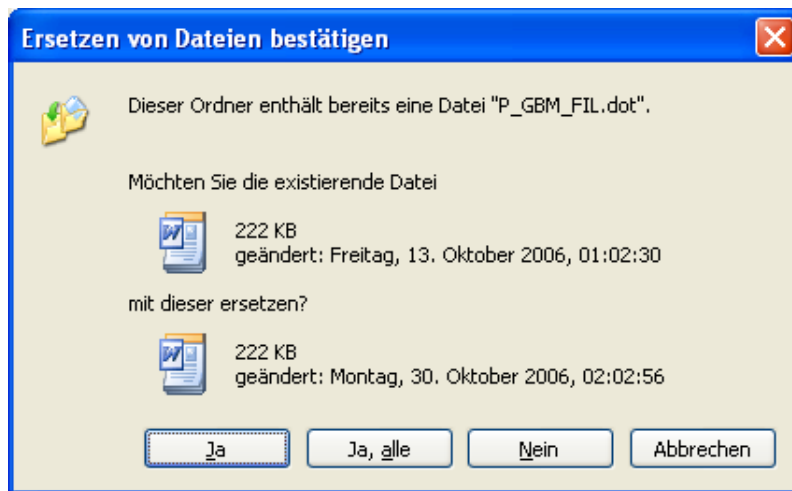 Ersetzen von Dateien bestätigen
Dieser Ordner enthält bereits eine Datei "P_GBM_FIL.dot".
Möchten Sie die existierende Datei
222 KB
geändert: Freitag, 13. Oktober 2006, 01:02:30
mit dieser ersetzen?
222 KB
geändert: Montag, 30. Oktober 2006, 02:02:56
Ja
Ja, alle
Nein
Abbrechen